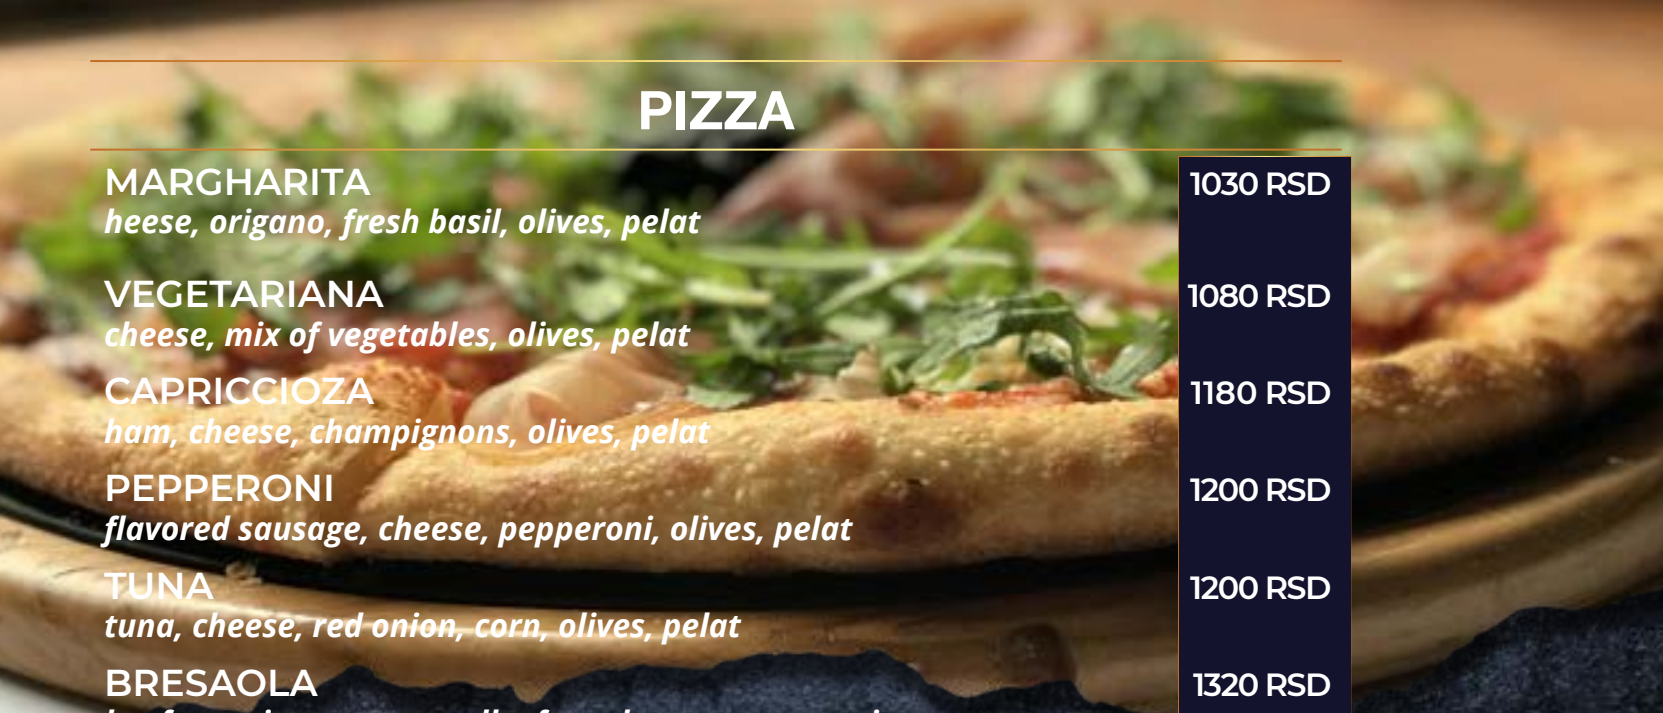 PIZZA
MARGHARITA
1030 RSD
heese, origano, fresh basil, olives, pelat
VEGETARIANA
1080 RSD
cheese, mix of vegetables, olives, pelat
CAPRICCIOZA
1180 RSD
ham, cheese, champignons, olives, pelat
PEPPERONI
1200 RSD
flavored sausage, cheese, pepperoni, olives, pelat
TUNA
1200 RSD
tuna, cheese, red onion, corn, olives, pelat
BRESAOLA
1320 RSD